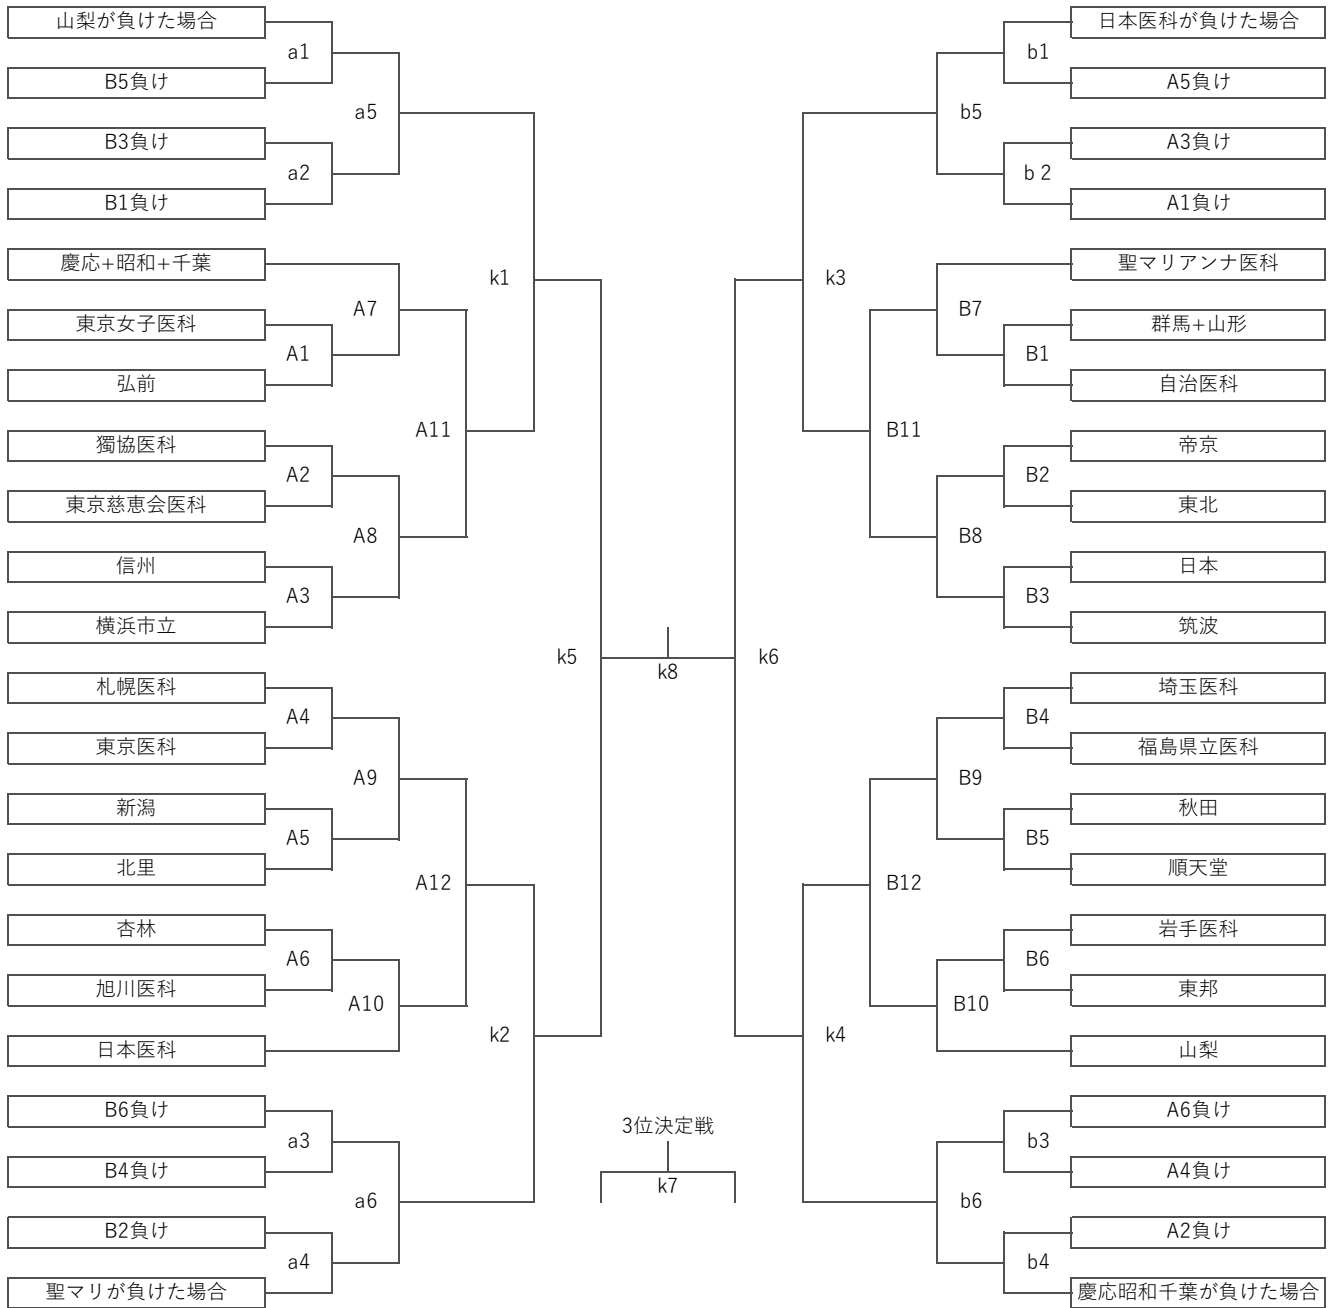 山梨が負けた場合
a1
B5負け
a5
B3負け
a2
B1負け
慶応+昭和+千葉
k1
A7
東京女子医科
A1
弘前
A11
獨協医科
A2
東京慈恵会医科
A8
信州
A3
横浜市立
k5
札幌医科
A4
東京医科
A9
新潟
A5
北里
A12
杏林
A6
旭川医科
A10
k2
日本医科
B6負け
a3
B4負け
a6
B2負け
a4
聖マリが負けた場合
k8
3位決定戦
k7
日本医科が負けた場合
b1
A5負け
b5
A3負け
b 2
A1負け
聖マリアンナ医科
k3
B7
群馬+山形
B1
自治医科
B11
帝京
B2
東北
B8
日本
B3
筑波
k6
埼玉医科
B4
福島県立医科
B9
秋田
B5
順天堂
B12
岩手医科
B6
東邦
B10
k4
山梨
A6負け
b3
A4負け
b6
A2負け
b4
慶応昭和千葉が負けた場合